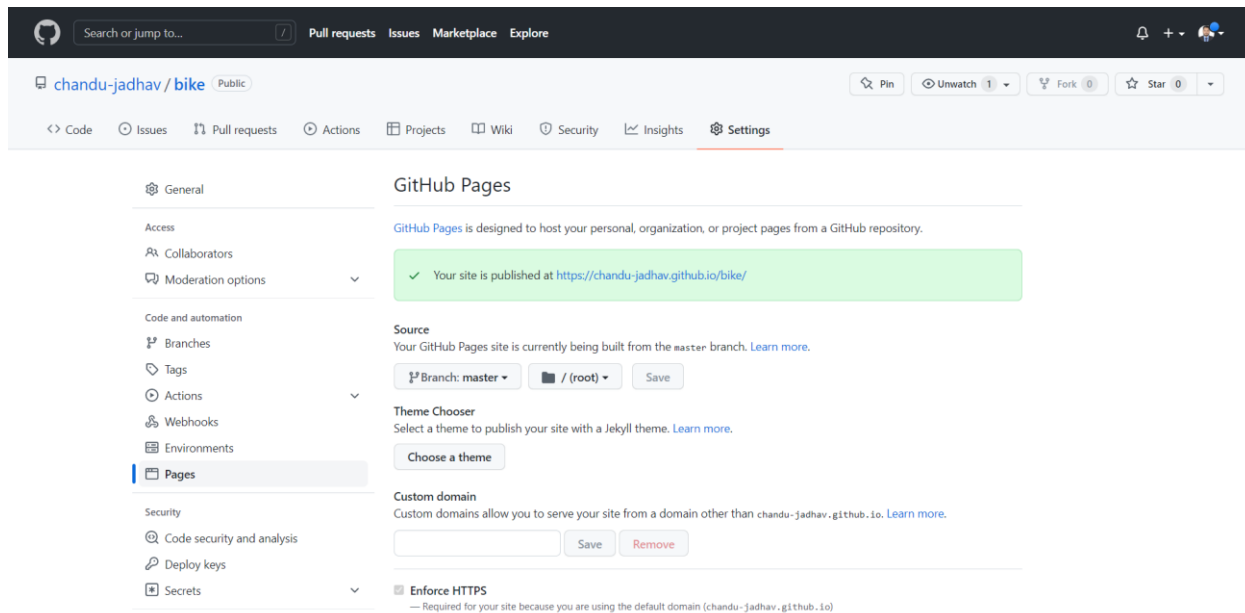 Search or jump to... / Pull requests Issues Marketplace Explore
chandu-jadhav / bike Public Pin Unwatch 1 Fork 0 Star 0
Code Issues Pull requests Actions Projects Wiki Security Insights Settings
General
Access
Collaborators
Moderation options
Code and automation
Branches
Tags
Actions
Webhooks
Environments
Pages
Security
Code security and analysis
Deploy keys
Secrets
GitHub Pages
GitHub Pages is designed to host your personal, organization, or project pages from a GitHub repository.
Your site is published at https://chandu-jadhav.github.io/bike/
Source
Your GitHub Pages site is currently being built from the master branch. Learn more.
Branch: master / (root) Save
Theme Chooser
Select a theme to publish your site with a Jekyll theme. Learn more.
Choose a theme
Custom domain
Custom domains allow you to serve your site from a domain other than chandu-jadhav.github.io. Learn more.
Save Remove
Enforce HTTPS
— Required for your site because you are using the default domain (chandu-jadhav.github.io)